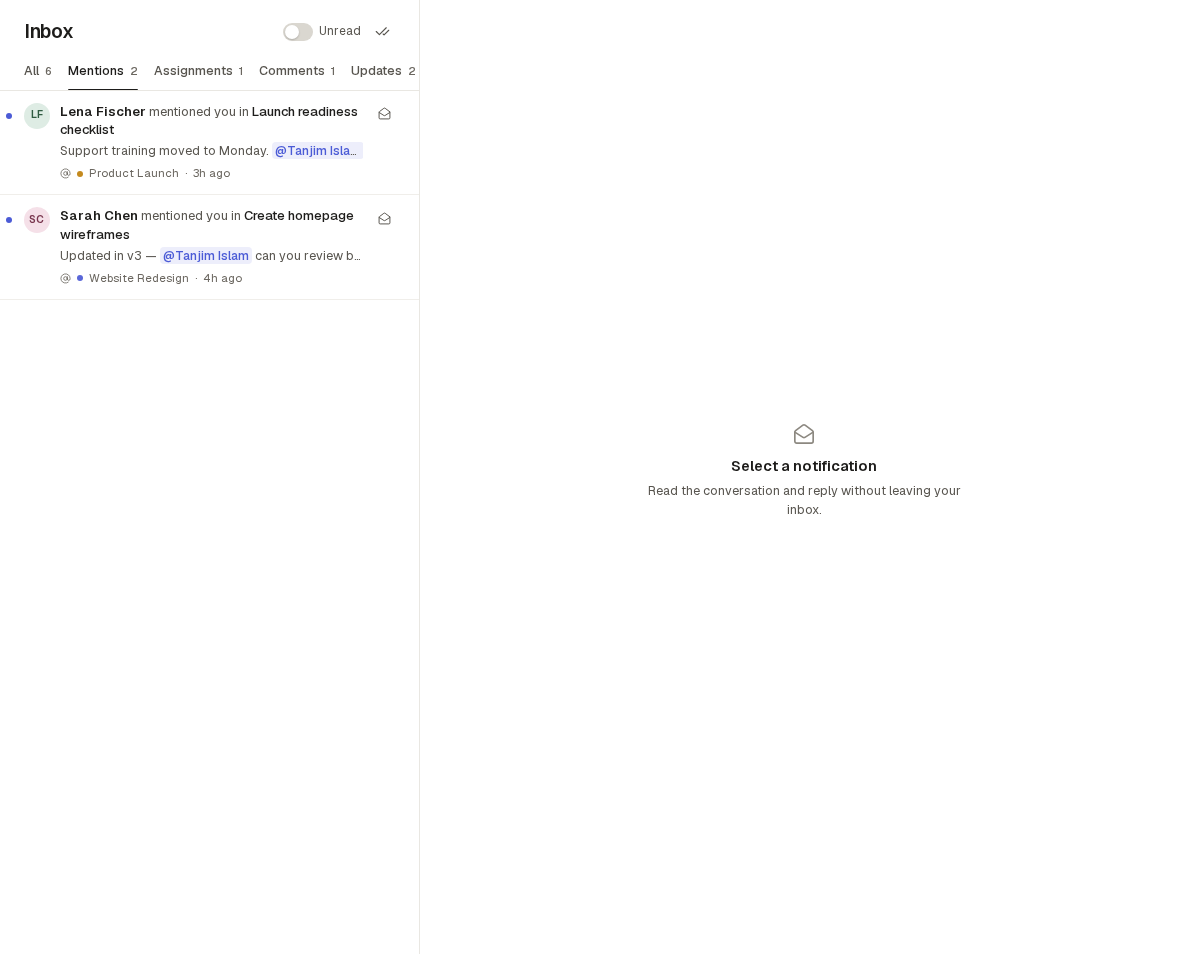 Inbox
Unread
All 6 Mentions 2 Assignments 1 Comments 1 Updates 2
LF
Lena Fischer mentioned you in Launch readiness
checklist
Support training moved to Monday. @Tanjim Isla…
@ Product Launch · 3h ago
SC
Sarah Chen mentioned you in Create homepage
wireframes
Updated in v3 — @Tanjim Islam can you review b…
@ Website Redesign · 4h ago
Select a notification
Read the conversation and reply without leaving your
inbox.